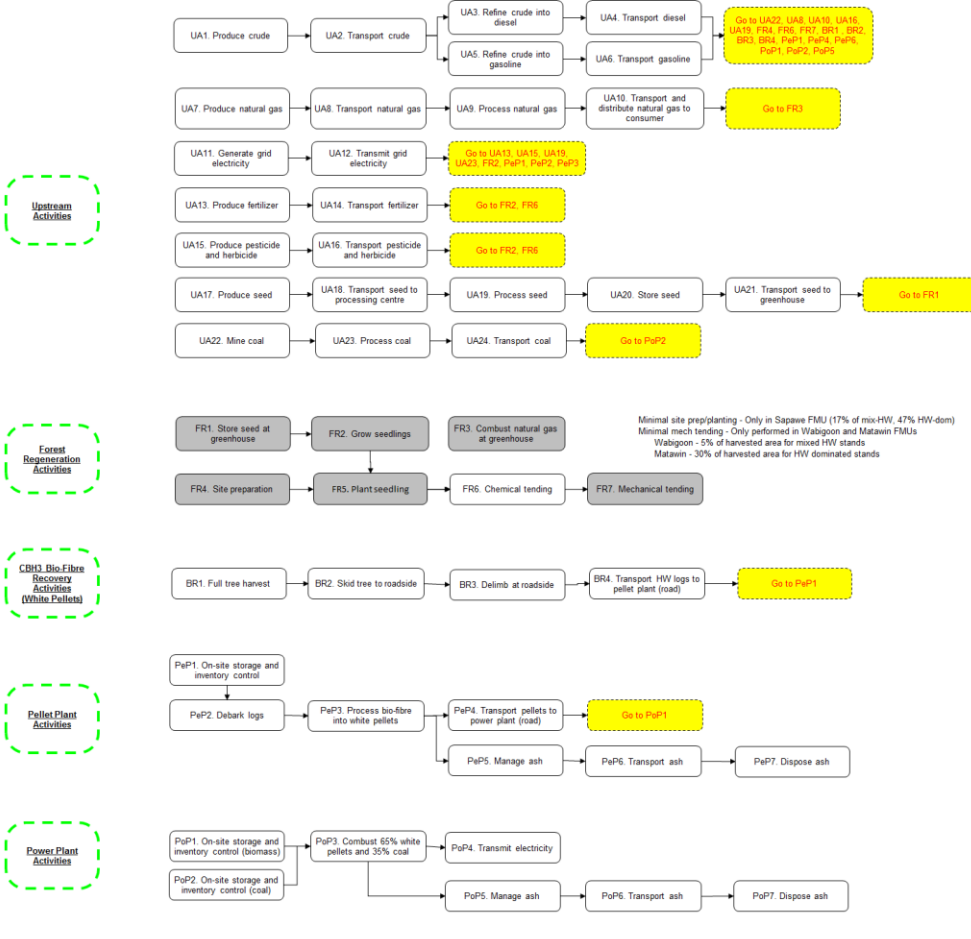 UA1. Produce crude
UA2. Transport crude
UA3. Refine crude into
diesel
UA4. Transport diesel
UA5. Refine crude into
gasoline
UA6. Transport gasoline
Go to UA22, UA8, UA10, UA16,
UA19, FR4, FR6, FR7, BR1 , BR2,
BR3, BR4, PeP1, PeP4, PeP6,
PoP1, PoP2, PoP5
UA7. Produce natural gas
UA8. Transport natural gas
UA9. Process natural gas
UA10. Transport and
distribute natural gas to
consumer
Go to FR3
UA11. Generate grid
electricity
UA12. Transmit grid
electricity
Go to UA13, UA15, UA19,
UA23, FR2, PeP1, PeP2, PeP3
Upstream
Activities
UA13. Produce fertilizer
UA14. Transport fertilizer
Go to FR2, FR6
UA15. Produce pesticide
and herbicide
UA16. Transport pesticide
and herbicide
Go to FR2, FR6
UA17. Produce seed
UA18. Transport seed to
processing centre
UA19. Process seed
UA20. Store seed
UA21. Transport seed to
greenhouse
Go to FR1
UA22. Mine coal
UA23. Process coal
UA24. Transport coal
Go to PoP2
Forest
Regeneration
Activities
FR1. Store seed at
greenhouse
FR2. Grow seedlings
FR3. Combust natural gas
at greenhouse
Minimal site prep/planting - Only in Sapawe FMU (17% of mix-HW, 47% HW-dom)
Minimal mech tending - Only performed in Wabigoon and Matawin FMUs
Wabigoon - 5% of harvested area for mixed HW stands
Matawin - 30% of harvested area for HW dominated stands
FR4. Site preparation
FR5. Plant seedling
FR6. Chemical tending
FR7. Mechanical tending
CBH3 Bio-Fibre
Recovery
Activities
(White Pellets)
BR1. Full tree harvest
BR2. Skid tree to roadside
BR3. Delimb at roadside
BR4. Transport HW logs to
pellet plant (road)
Go to PeP1
Pellet Plant
Activities
PeP1. On-site storage and
inventory control
PeP2. Debark logs
PeP3. Process bio-fibre
into white pellets
PeP4. Transport pellets to
power plant (road)
Go to PoP1
PeP5. Manage ash
PeP6. Transport ash
PeP7. Dispose ash
Power Plant
Activities
PoP1. On-site storage and
inventory control (biomass)
PoP2. On-site storage and
inventory control (coal)
PoP3. Combust 65% white
pellets and 35% coal
PoP4. Transmit electricity
PoP5. Manage ash
PoP6. Transport ash
PoP7. Dispose ash